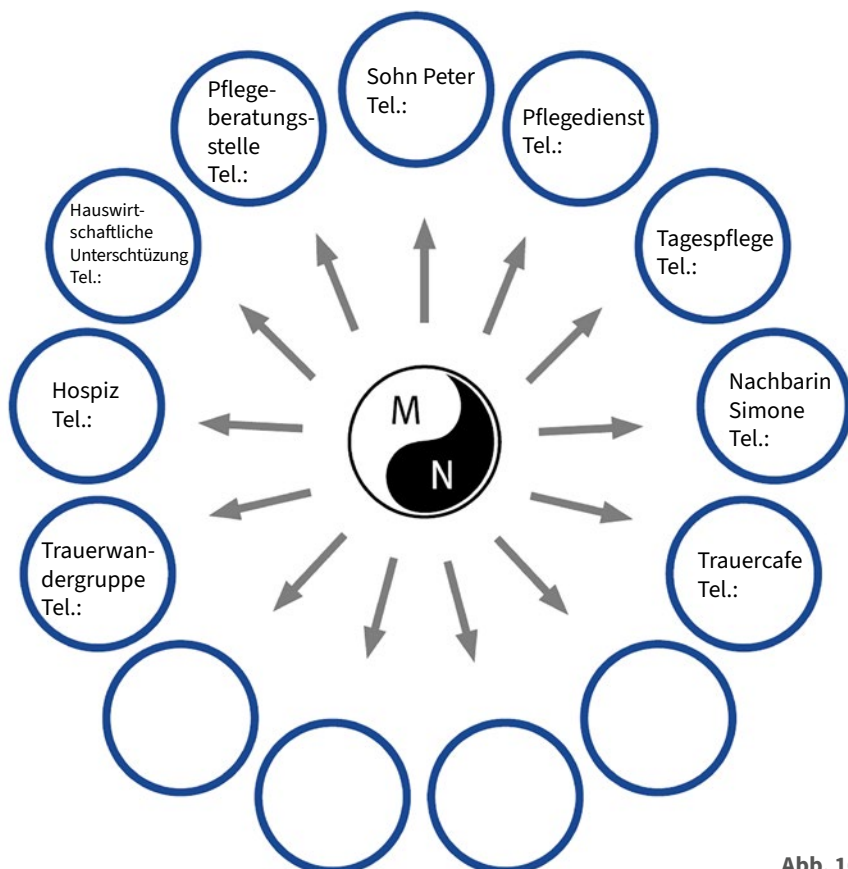 Sohn Peter
Tel.:
Pflegedienst
Tel.:
Tagespflege
Tel.:
Nachbarin
Simone
Tel.:
Trauercafe
Tel.:
Trauerwan-
dergruppe
Tel.:
Hospiz
Tel.:
Hauswirt-
schaftliche
Unterschtüzung
Tel.:
Pflege-
beratungs-
stelle
Tel.:
M
N
Abb.